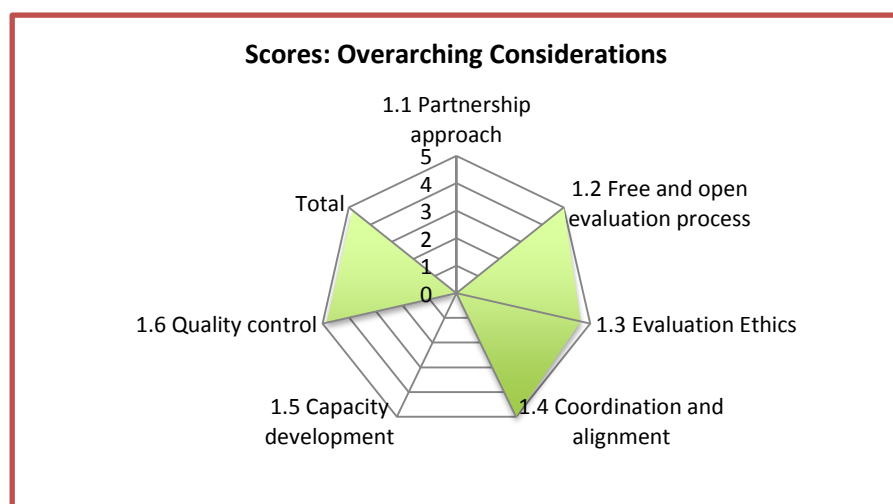 Scores: Overarching Considerations
1.1 Partnership
approach
5
4
3
2
1
0
1.2 Free and open
evaluation process
1.3 Evaluation Ethics
1.4 Coordination and
alignment
1.5 Capacity
development
1.6 Quality control
Total